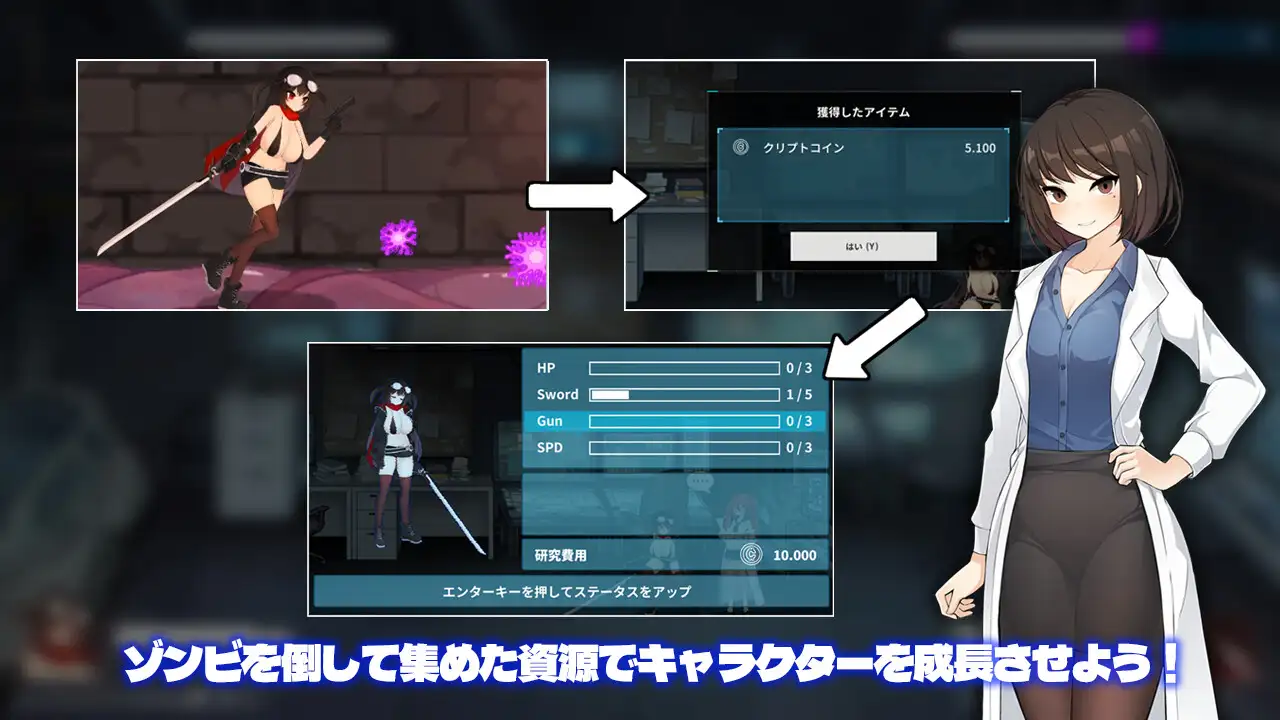 獲得したアイテム
クリプトコイン 5.100
はい (Y)
HP 0/3
Sword 1/5
Gun 0/3
SPD 0/3
研究費用 10.000
エンターキーを押してステータスをアップ
ゾンビを倒して集めた資源でキャラクターを成長させよう!